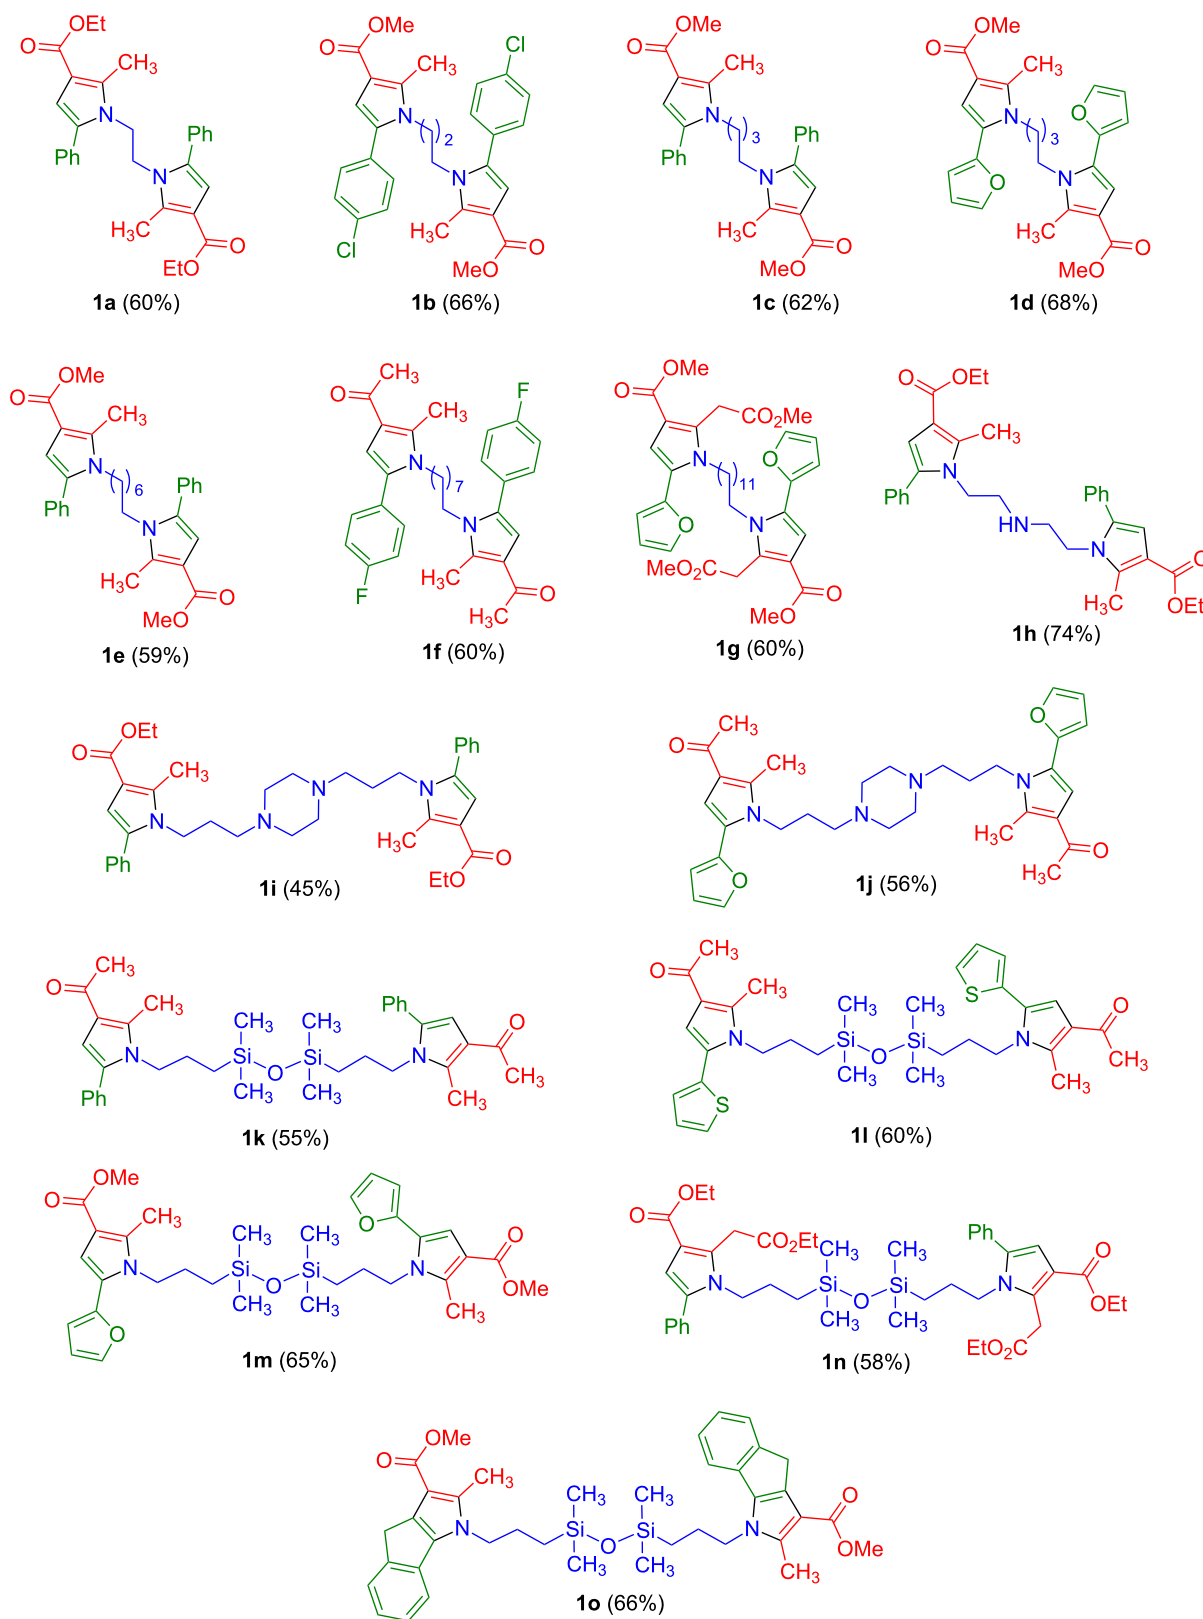 OEt OMe OMe OMe
O O Cl O O
CH3 CH3 CH3 CH3
N N ( )2 N ( )3 N ( )3 O
Ph Ph Ph Ph
N N N O N
H3C Cl H3C H3C H3C
EtO O MeO O MeO O MeO O
1a (60%) 1b (66%) 1c (62%) 1d (68%)
OMe O CH3 OMe OEt
O F O CO2Me O
CH3 CH3 CH3
N ( )6 N ( )7 N ( )11 O N
Ph Ph O Ph Ph
N N N HN N
H3C F H3C MeO2C H3C
MeO O CH3 O MeO O O OEt
1e (59%) 1f (60%) 1g (60%) 1h (74%)
OEt CH3 O
O Ph O
CH3 CH3
N N N N N N N N
Ph H3C O H3C
EtO O CH3 O
1i (45%) 1j (56%)
CH3 CH3
O O S
CH3 CH3 CH3 Ph CH3 CH3 CH3
N Si O Si N O N Si O Si N O
Ph CH3 CH3 H3C CH3 S CH3 CH3 CH3 CH3
1k (55%) 1l (60%)
OMe OEt
O O O
CH3 CH3 CH3 CO2Et CH3 CH3 Ph
N Si O Si N O N Si O Si N O
O CH3 CH3 CH3 OMe Ph CH3 CH3 EtO2C OEt
1m (65%) 1n (58%)
OMe
O
CH3 CH3 CH3
N Si O Si N O
CH3 CH3 CH3 OMe
1o (66%)